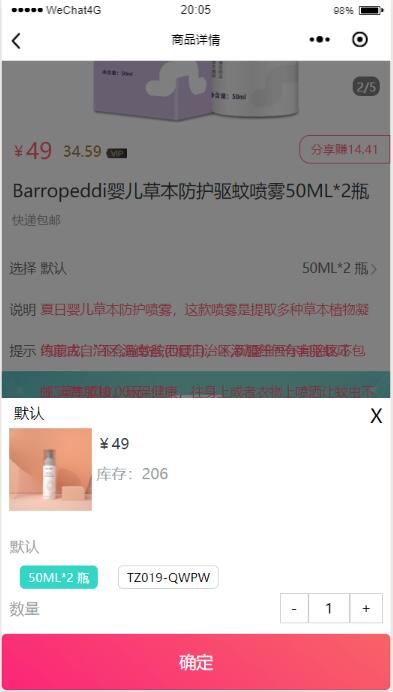 WeChat4G 20:05 98%
商品详情
50ml
净含量：50ml
2/5
￥49 34.59 VIP 分享赚14.41
Barropeddi婴儿草本防护驱蚊喷雾50ML*2瓶
快递包邮
选择 默认 50ML*2 瓶
说明 夏日婴儿草本防护喷雾，这款喷雾是提取多种草本植物凝
提示
默认 X
￥49
库存：206
默认
50ML*2 瓶 TZ019-QWPW
数量 - 1 +
确定